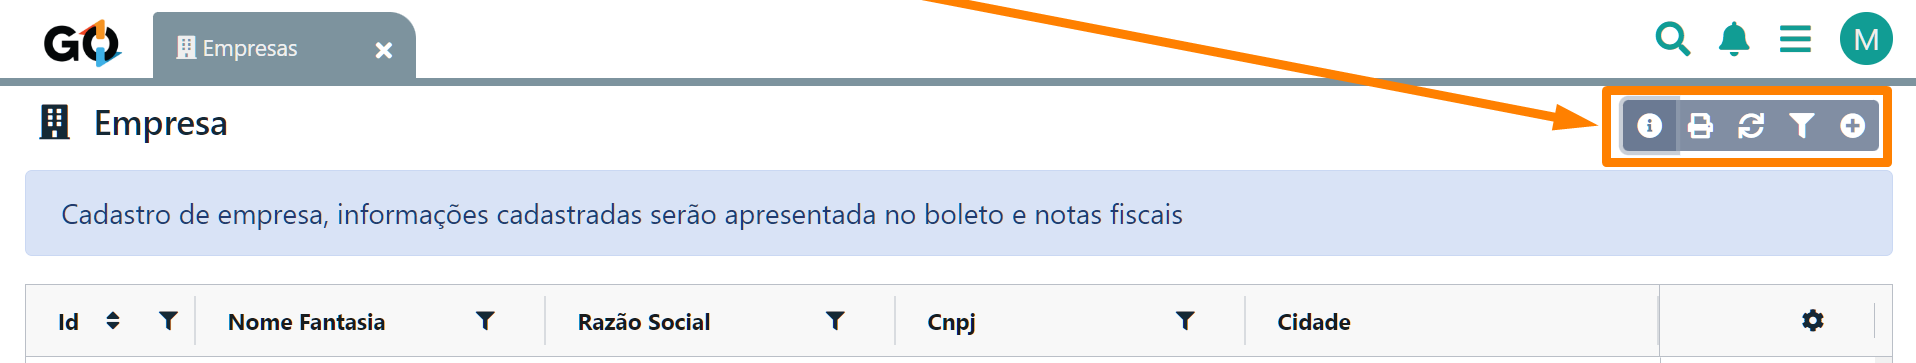 GO
Empresas
M
Empresa
Cadastro de empresa, informações cadastradas serão apresentada no boleto e notas fiscais
Id Nome Fantasia Razão Social Cnpj Cidade